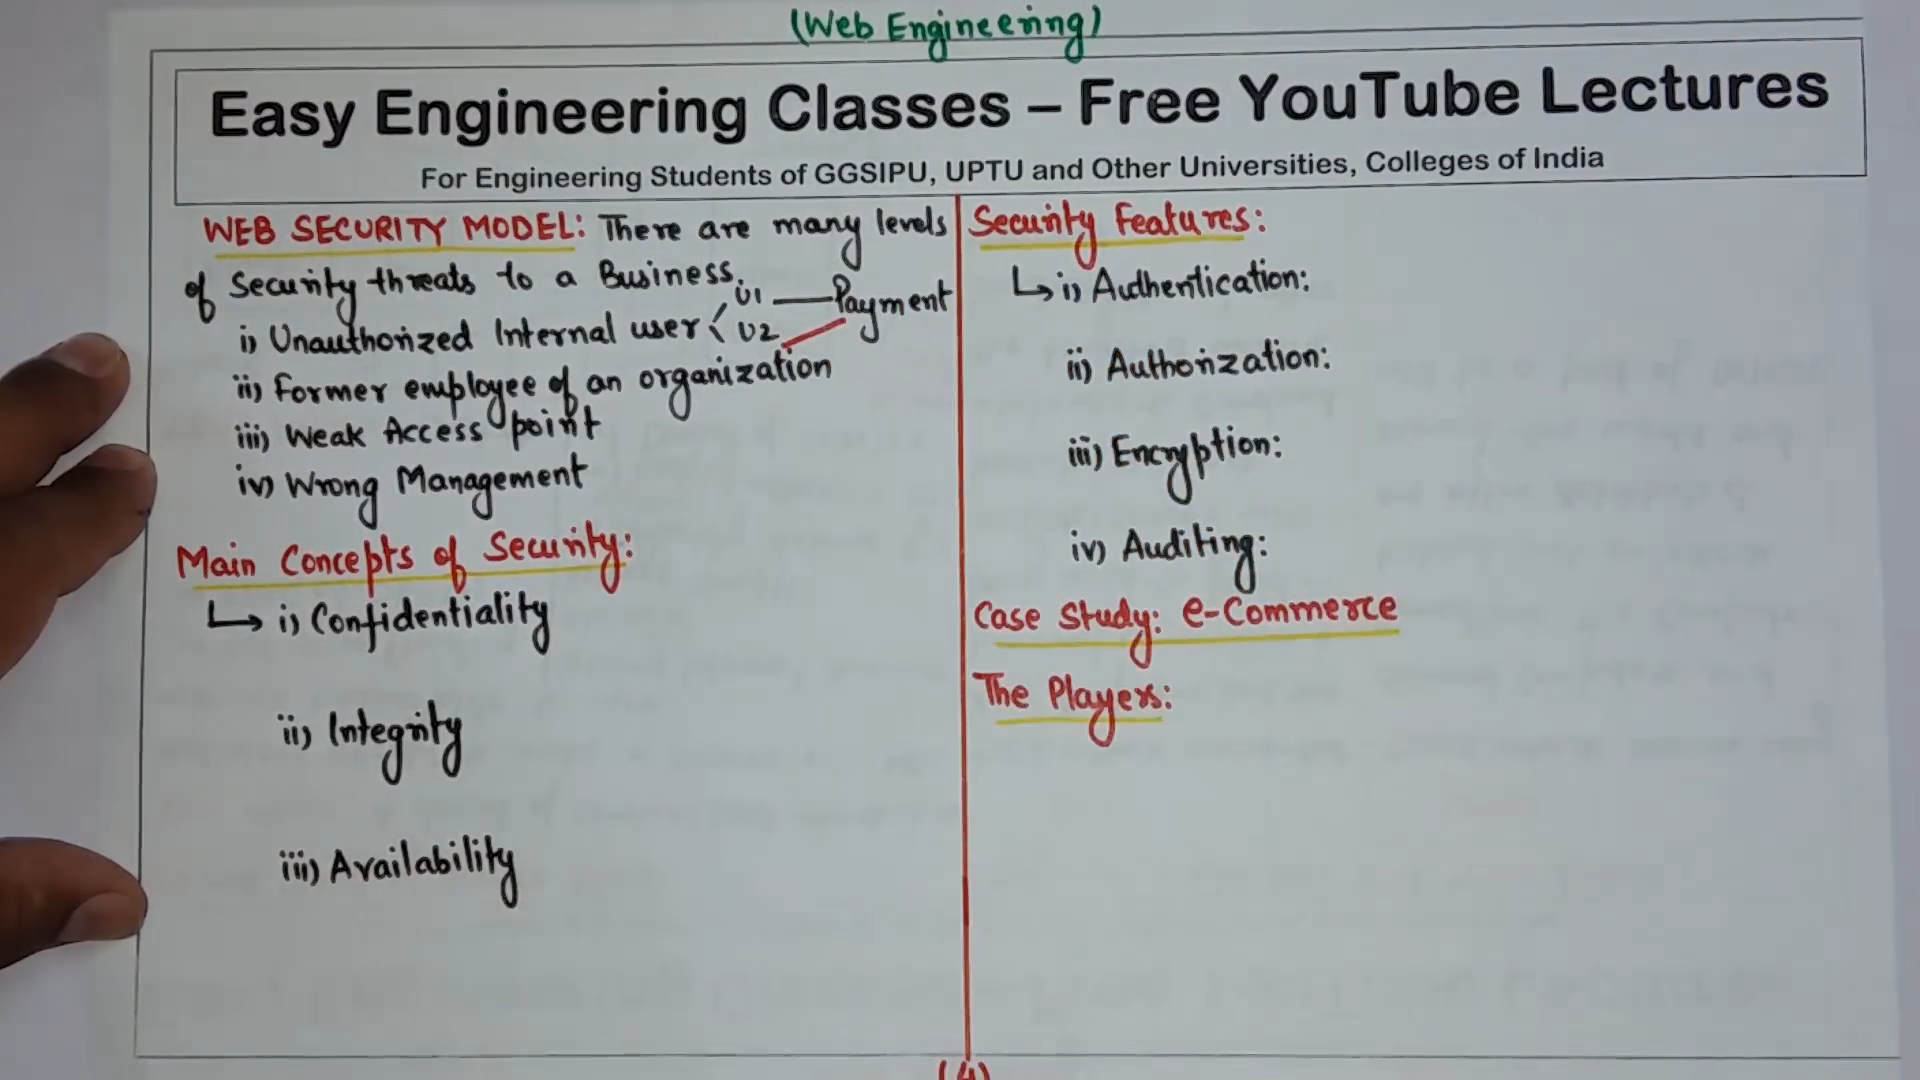 (Web Engineering)
Easy Engineering Classes – Free YouTube Lectures
For Engineering Students of GGSIPU, UPTU and Other Universities, Colleges of India
WEB SECURITY MODEL: There are many levels
of Security threats to a Business.
i) Unauthorized Internal user < U1 — Payment
U2
ii) Former employee of an organization
iii) Weak Access point
iv) Wrong Management
Main Concepts of Security:
↳ i) Confidentiality
ii) Integrity
iii) Availability
Security Features:
↳ i) Authentication:
ii) Authorization:
iii) Encryption:
iv) Auditing:
Case Study: e-Commerce
The Players:
(4)